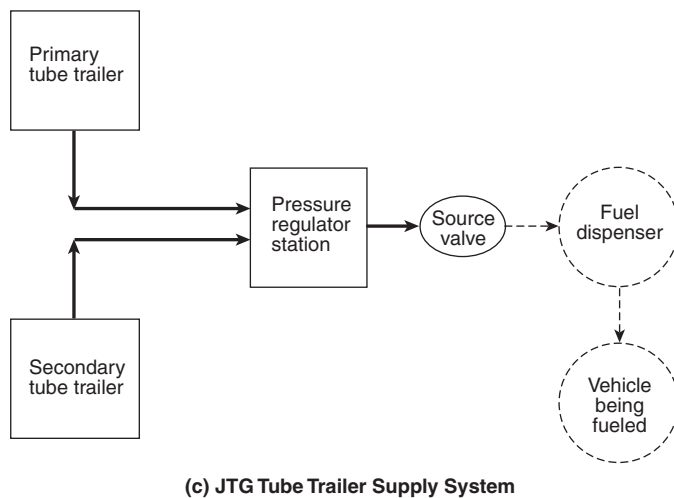 Primary
tube trailer
Pressure
regulator
station
Source
valve
Fuel
dispenser
Secondary
tube trailer
Vehicle
being
fueled
(c) JTG Tube Trailer Supply System